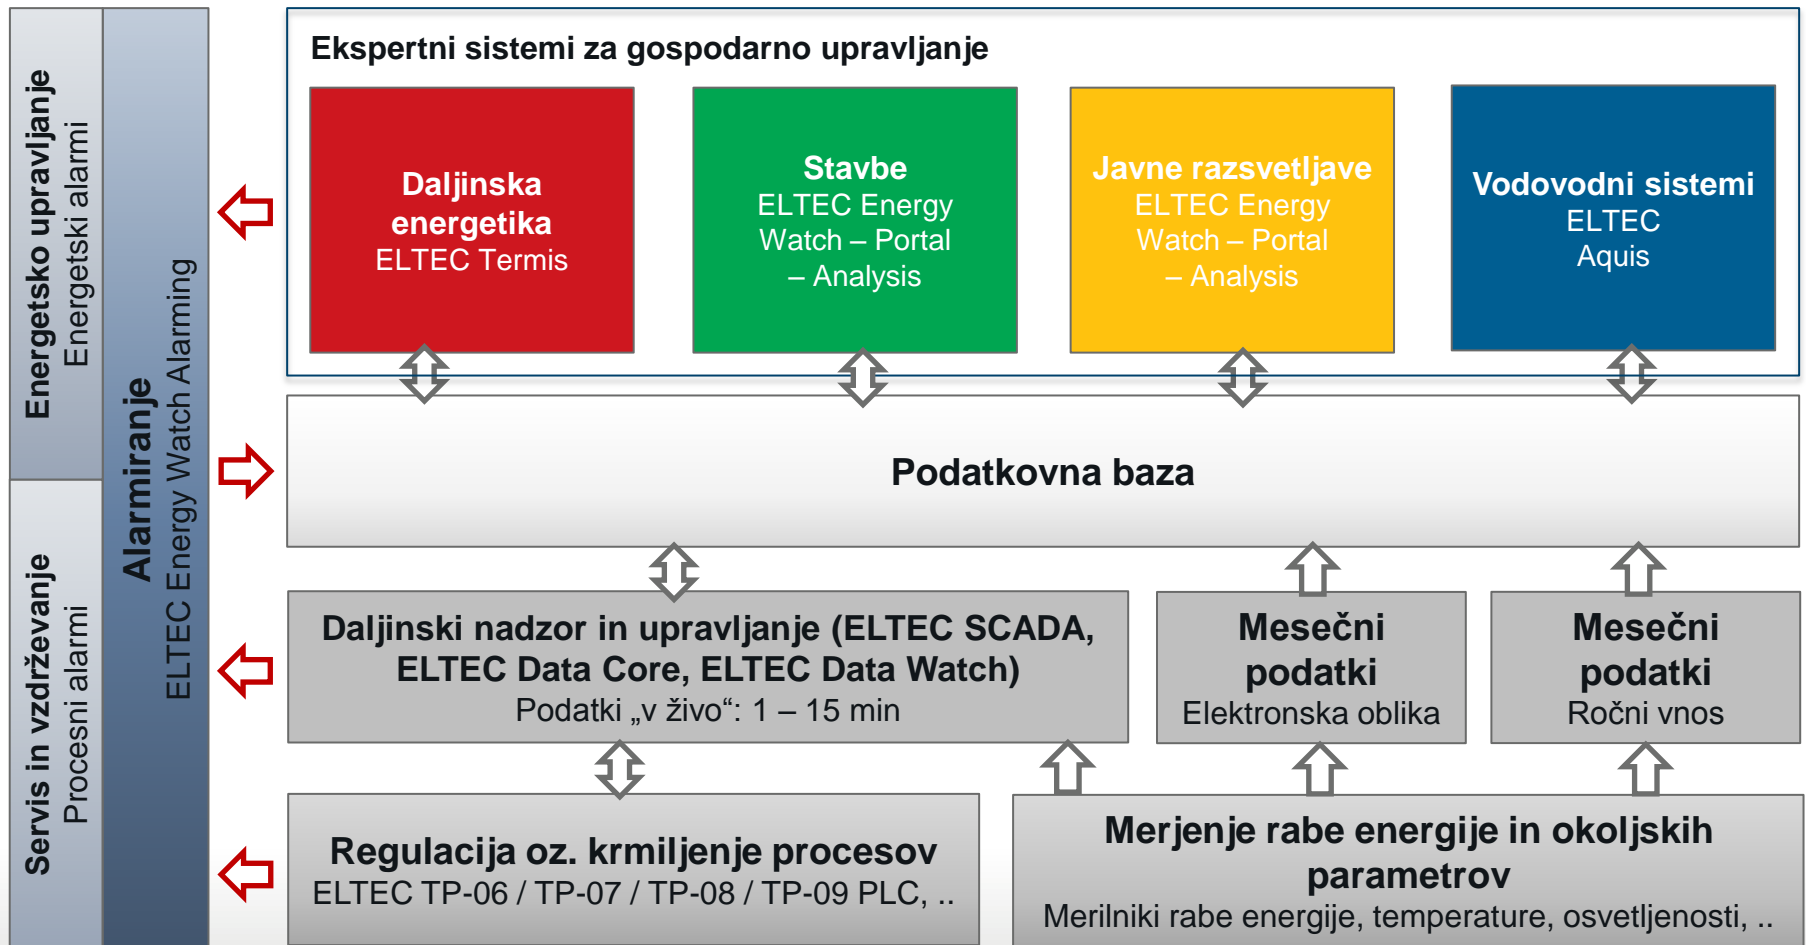 Energetsko upravljanje
Energetski alarmi
Servis in vzdrževanje
Procesni alarmi
Alarmiranje
ELTEC Energy Watch Alarming
Ekspertni sistemi za gospodarno upravljanje
Daljinska
energetika
ELTEC Termis
Stavbe
ELTEC Energy
Watch – Portal
– Analysis
Javne razsvetljave
ELTEC Energy
Watch – Portal
– Analysis
Vodovodni sistemi
ELTEC
Aquis
Podatkovna baza
Daljinski nadzor in upravljanje (ELTEC SCADA,
ELTEC Data Core, ELTEC Data Watch)
Podatki „v živo“: 1 – 15 min
Mesečni
podatki
Elektronska oblika
Mesečni
podatki
Ročni vnos
Regulacija oz. krmiljenje procesov
ELTEC TP-06 / TP-07 / TP-08 / TP-09 PLC, ..
Merjenje rabe energije in okoljskih
parametrov
Merilniki rabe energije, temperature, osvetljenosti, ..